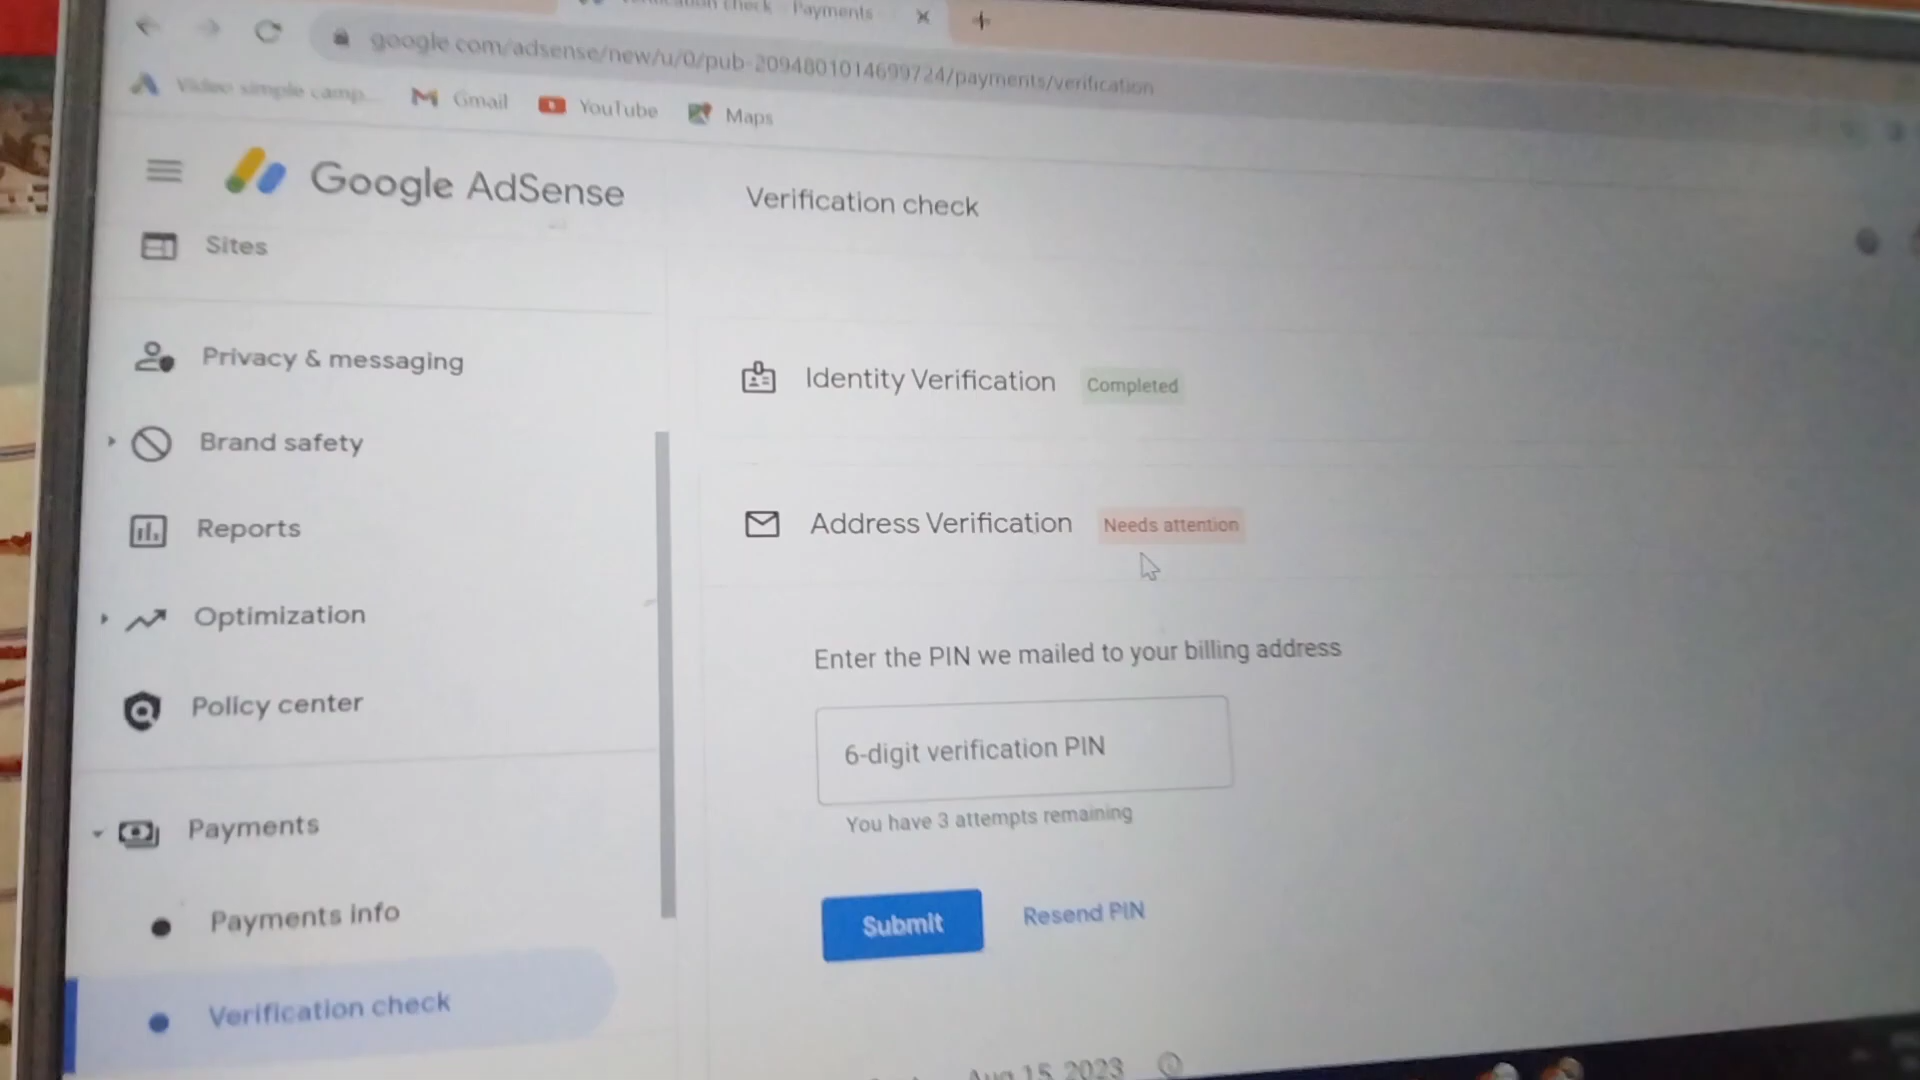 Payments
google.com/adsense/new/u/0/pub-2094801014699724/payments/verification
Video simple camp...
Gmail
YouTube
Maps
Google AdSense
Verification check
Sites
Privacy & messaging
Brand safety
Reports
Optimization
Policy center
Payments
Payments info
Verification check
Identity Verification Completed
Address Verification Needs attention
Enter the PIN we mailed to your billing address
6-digit verification PIN
You have 3 attempts remaining
Submit
Resend PIN
Aug 15, 2023